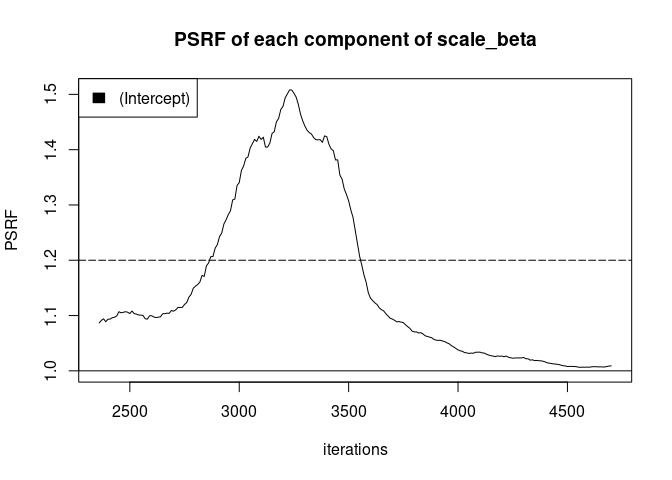 PSRF of each component of scale_beta
(Intercept)
PSRF
1.5
1.4
1.3
1.2
1.1
1.0
2500 3000 3500 4000 4500
iterations